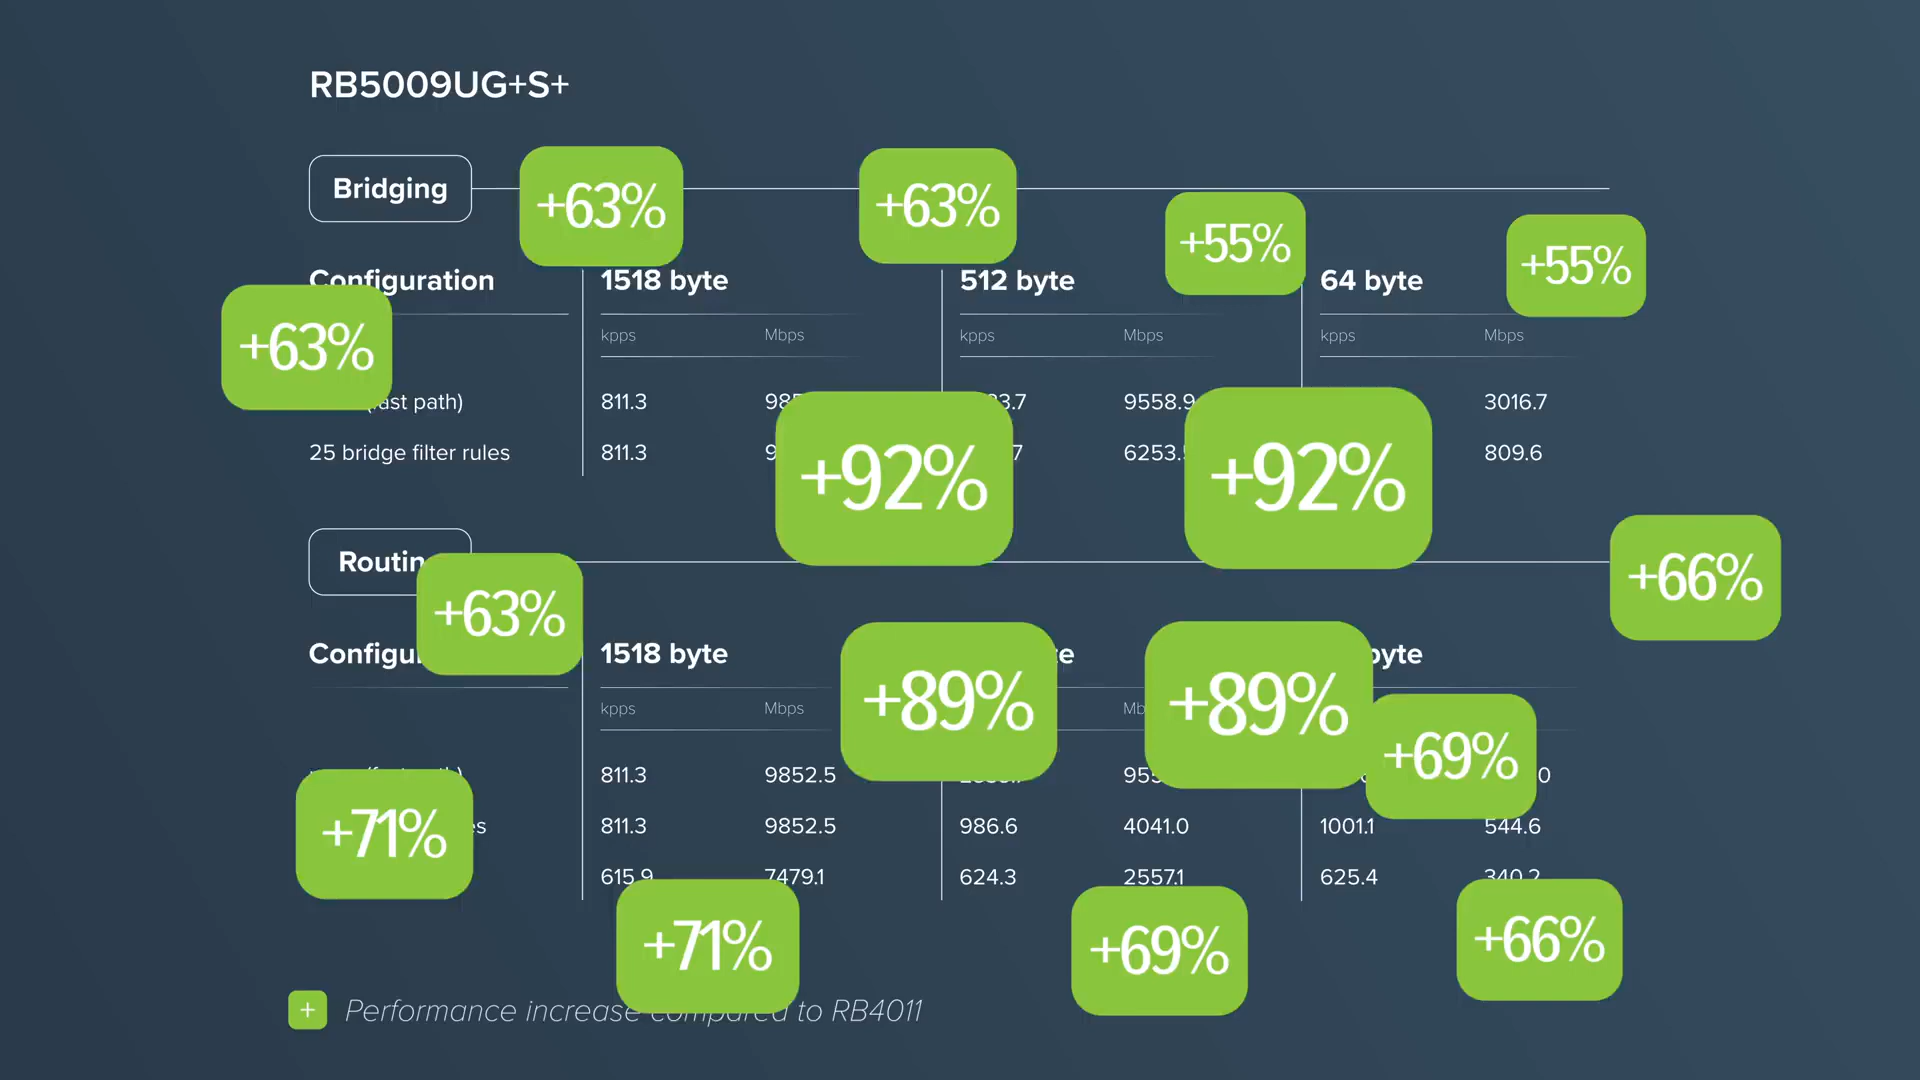 RB5009UG+S+
Bridging
+63%
+63%
+55%
+55%
Configuration 1518 byte 512 byte 64 byte
+63%
kpps Mbps kpps Mbps kpps Mbps
path) 811.3 9558.9 3016.7
25 bridge filter rules 811.3 809.6
+92%
+92%
+66%
+63%
1518 byte
+89%
+89%
+69%
kpps Mbps
811.3 9852.5
+71%
811.3 9852.5 986.6 4041.0 1001.1 544.6
615.9 7479.1 624.3 2557.1 625.4 340.2
+71%
+69%
+66%
+ Performance increase compared to RB4011